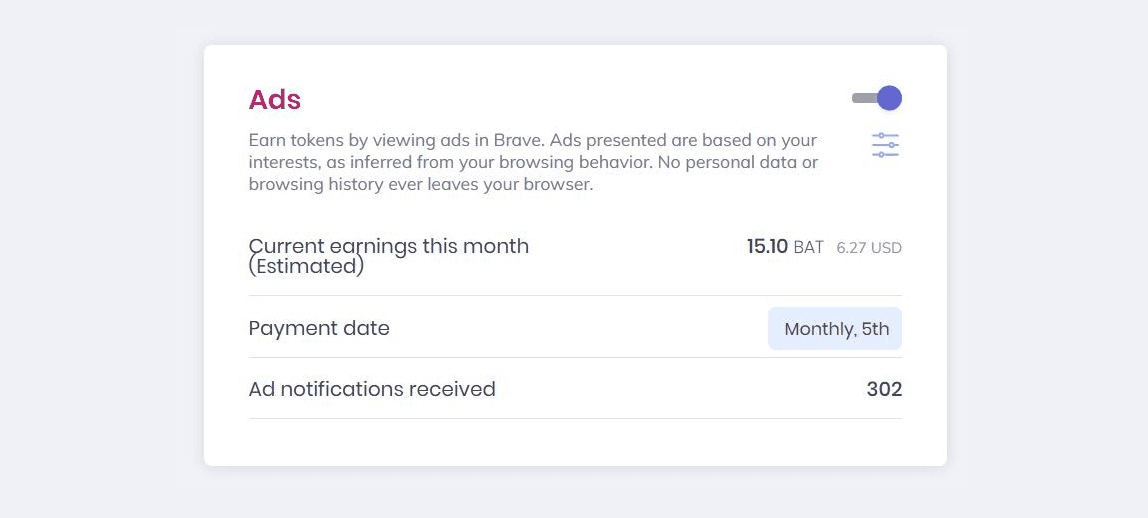 Ads
Earn tokens by viewing ads in Brave. Ads presented are based on your
interests, as inferred from your browsing behavior. No personal data or
browsing history ever leaves your browser.
Current earnings this month
(Estimated)
15.10 BAT 6.27 USD
Payment date
Monthly, 5th
Ad notifications received
302